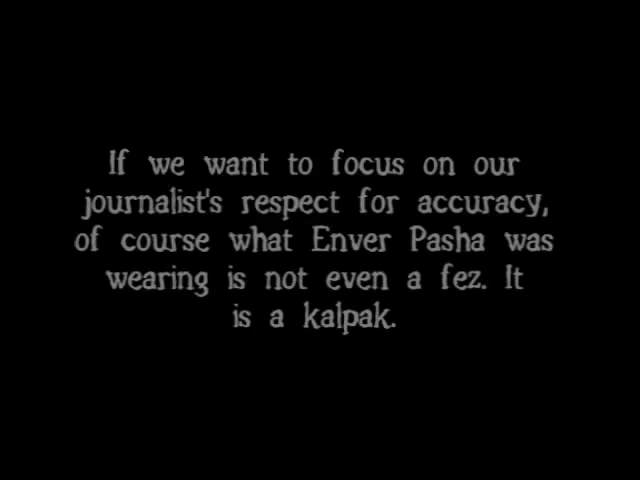 If we want to focus on our
journalist's respect for accuracy,
of course what Enver Pasha was
wearing is not even a fez. It
is a kalpak.